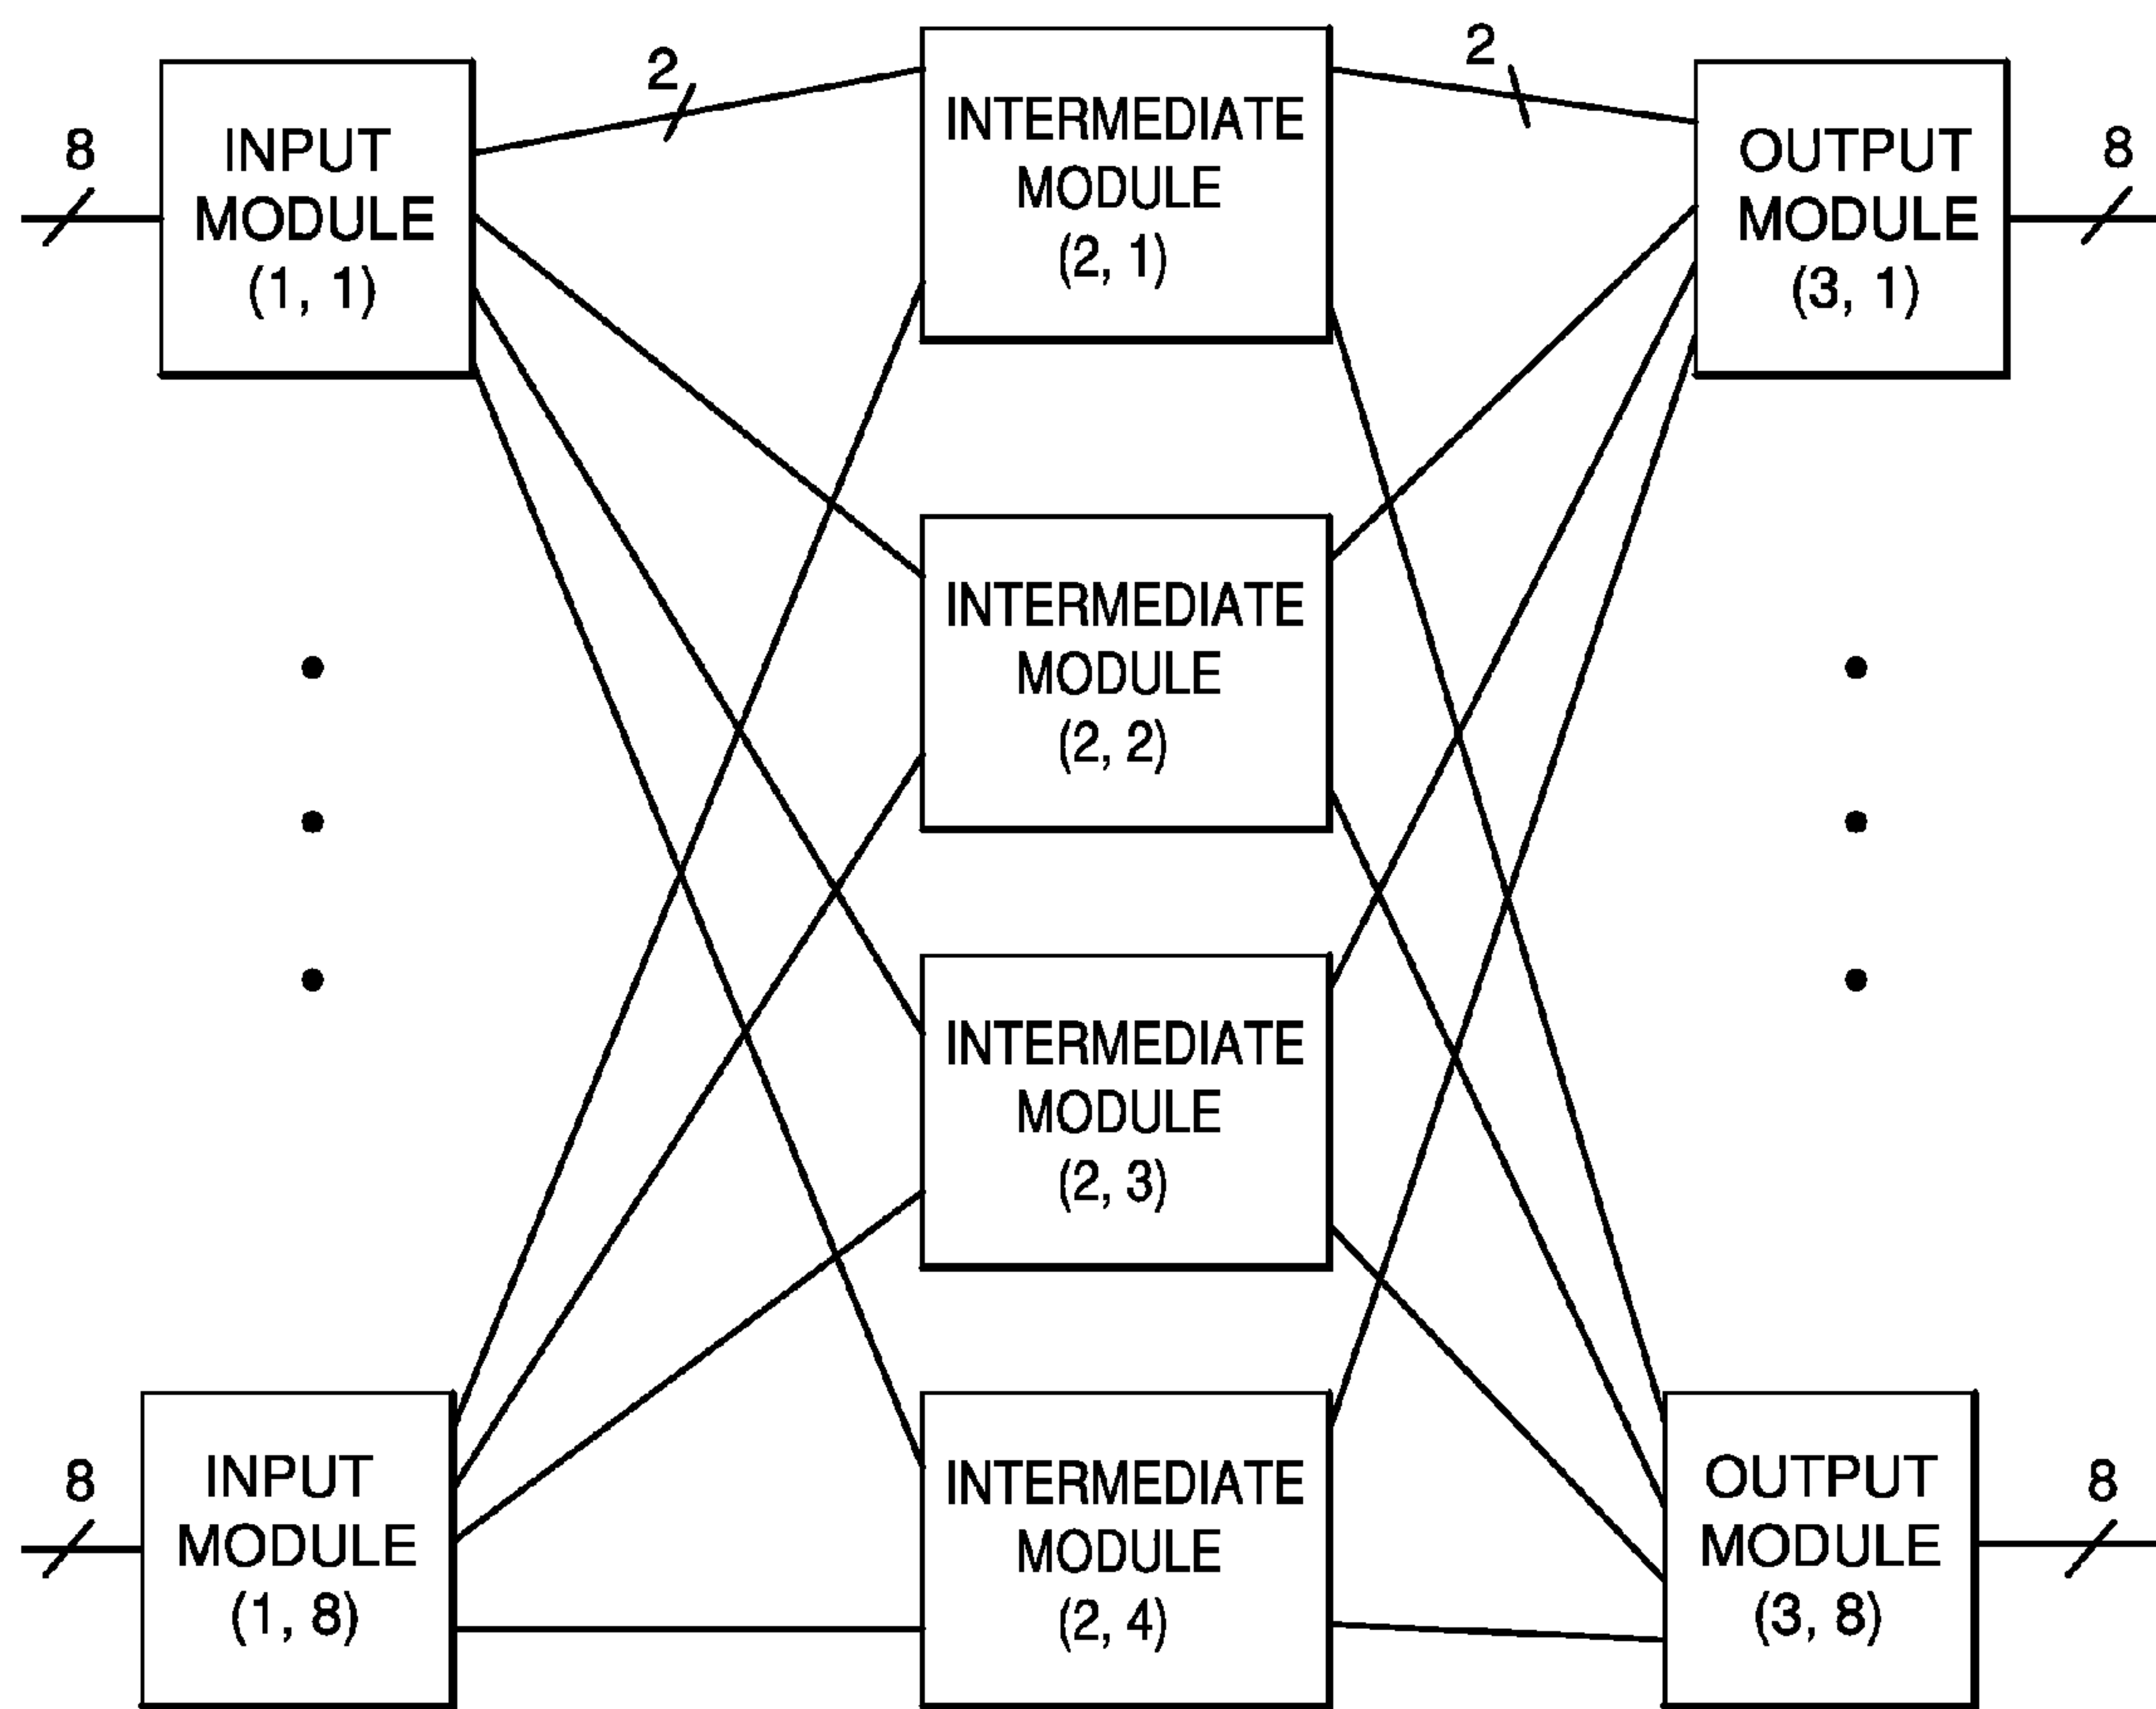 2
2
8
INPUT
MODULE
(1, 1)
INTERMEDIATE
MODULE
(2, 1)
OUTPUT
MODULE
(3, 1)
8
INTERMEDIATE
MODULE
(2, 2)
INTERMEDIATE
MODULE
(2, 3)
8
INPUT
MODULE
(1, 8)
INTERMEDIATE
MODULE
(2, 4)
OUTPUT
MODULE
(3, 8)
8